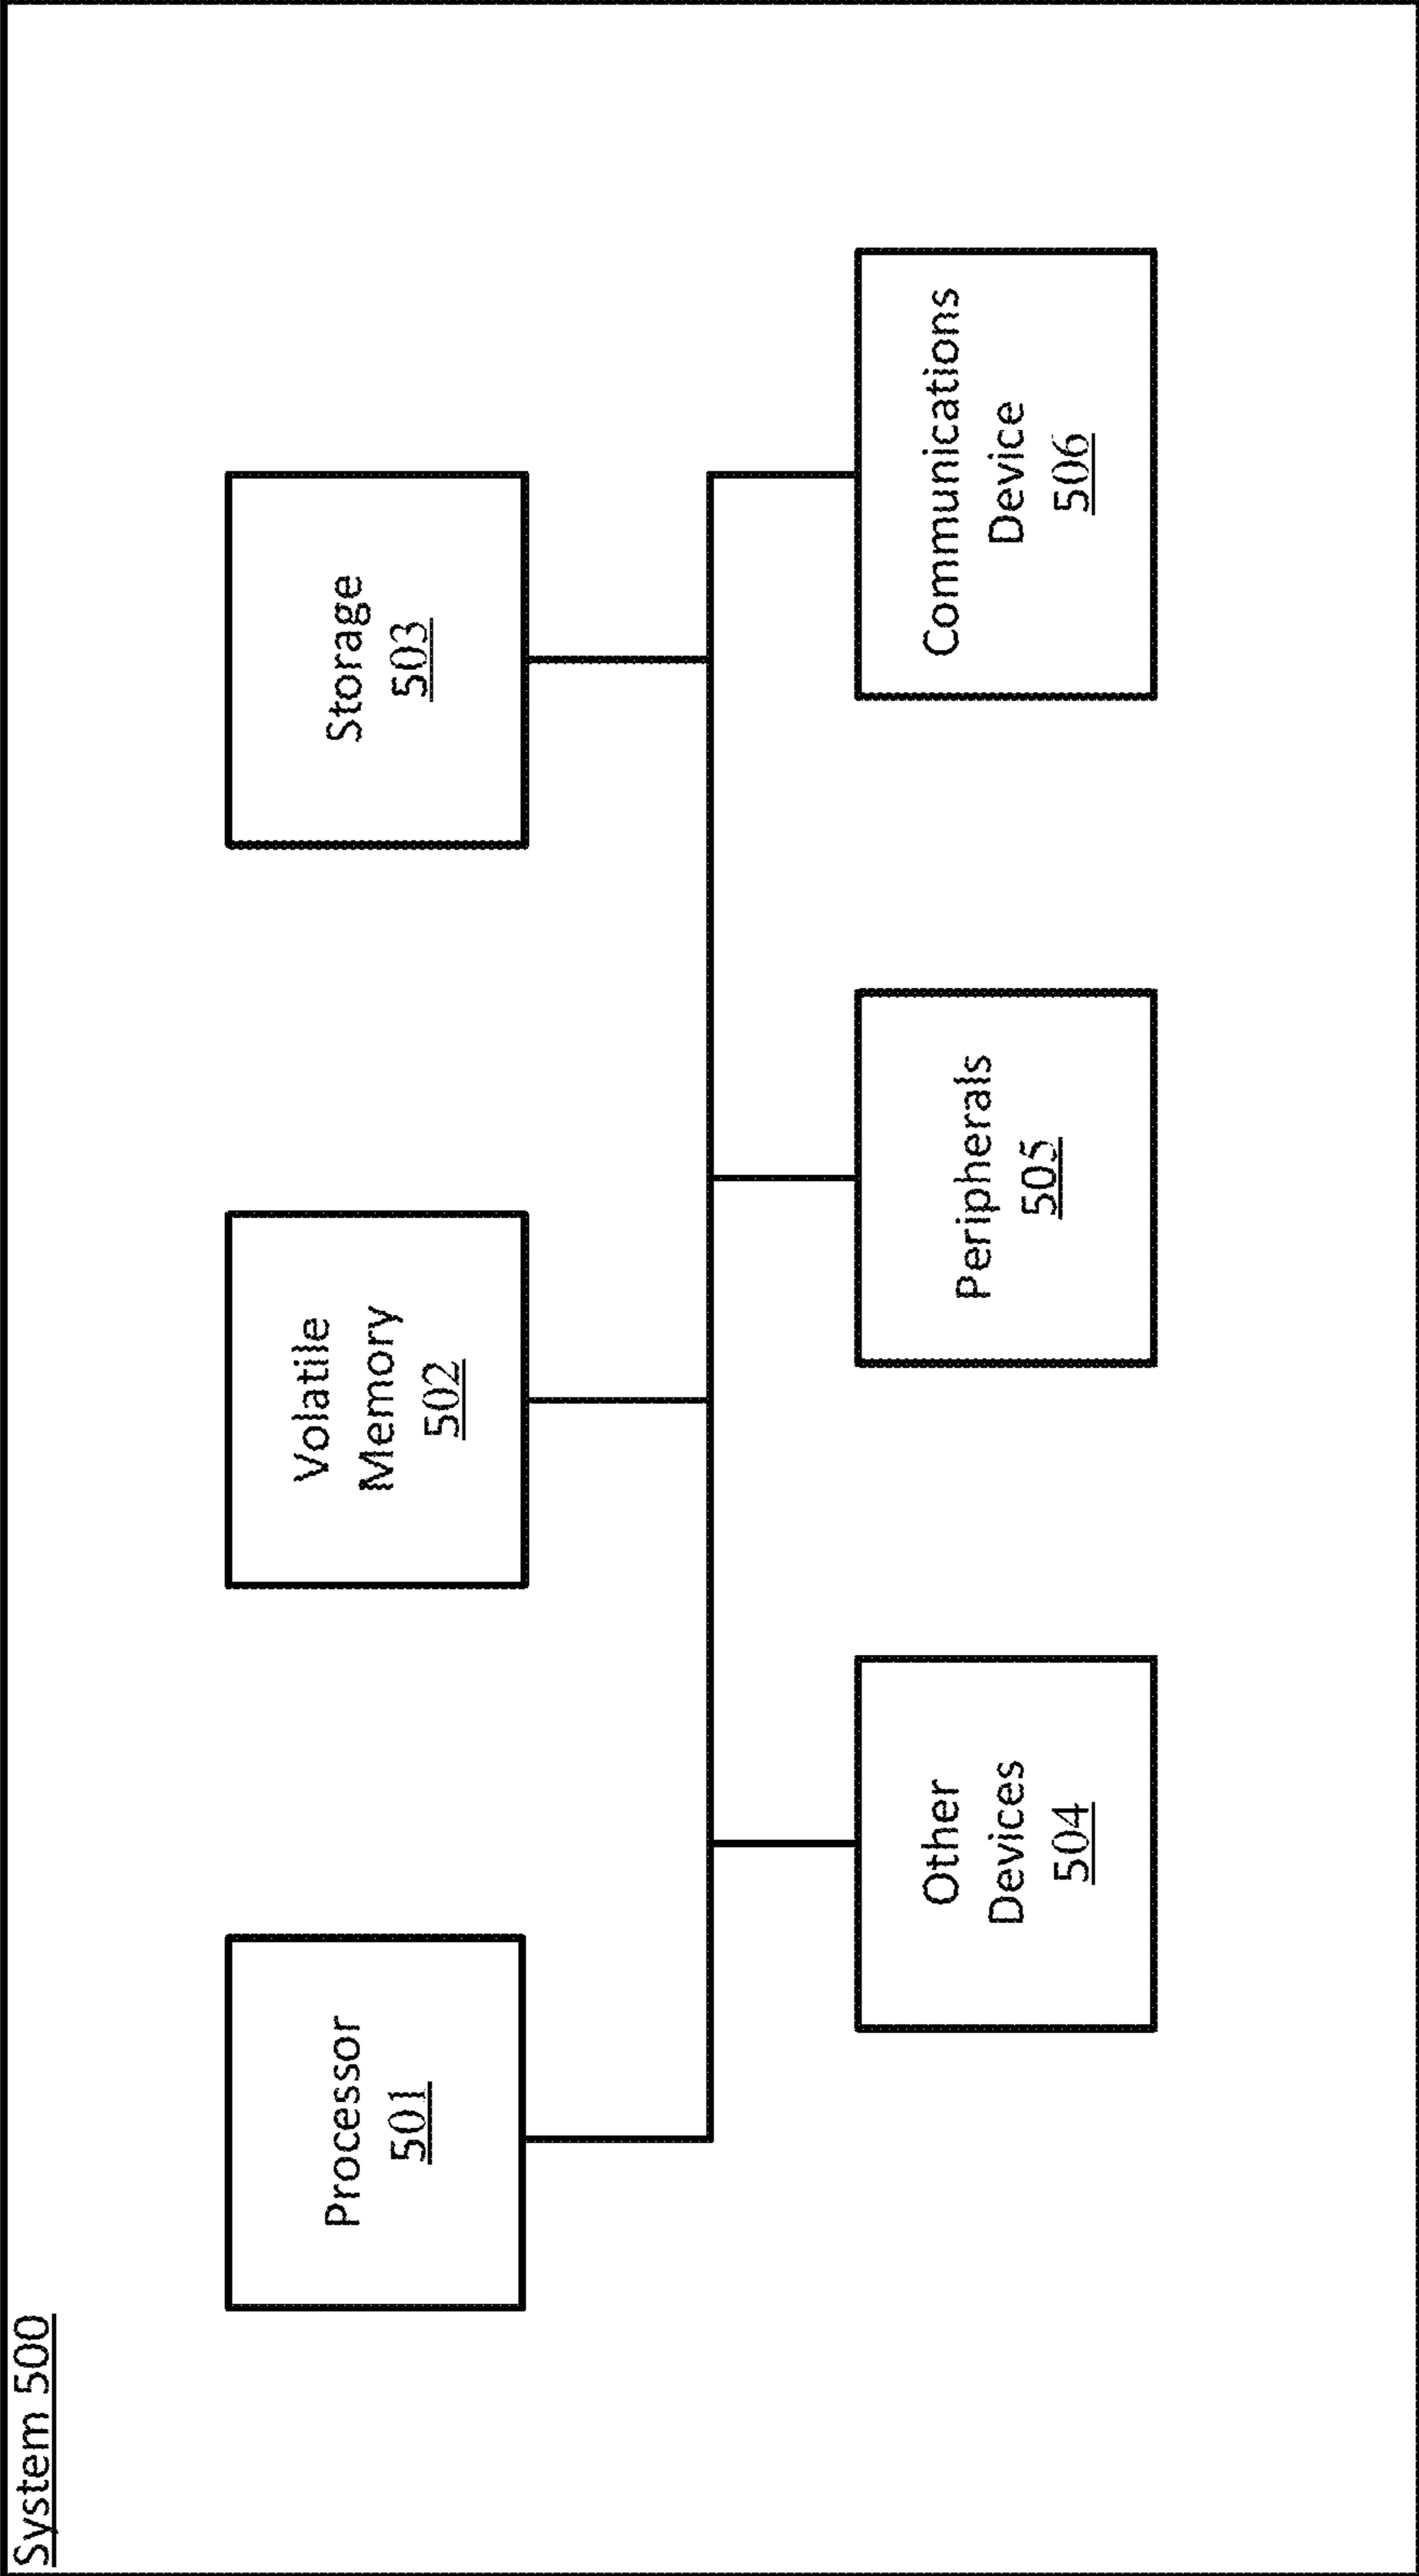 System 500
Processor
501
Volatile
Memory
502
Storage
503
Other
Devices
504
Peripherals
505
Communications
Device
506